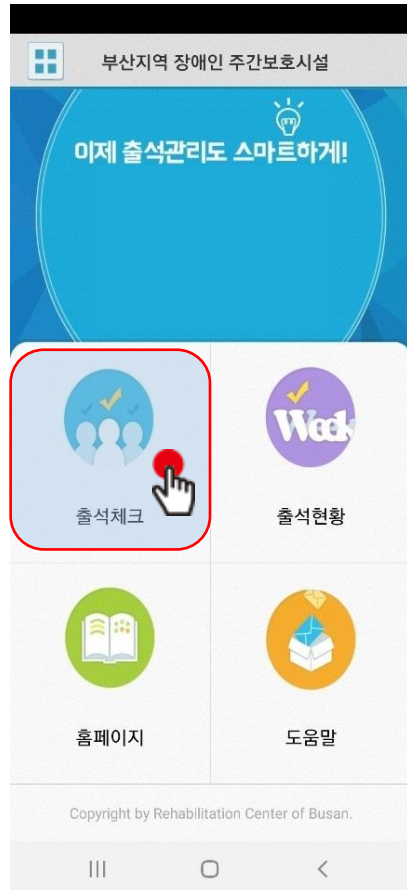 부산지역 장애인 주간보호시설
이제 출석관리도 스마트하게!
Week
출석체크
출석현황
홈페이지
도움말
Copyright by Rehabilitation Center of Busan.